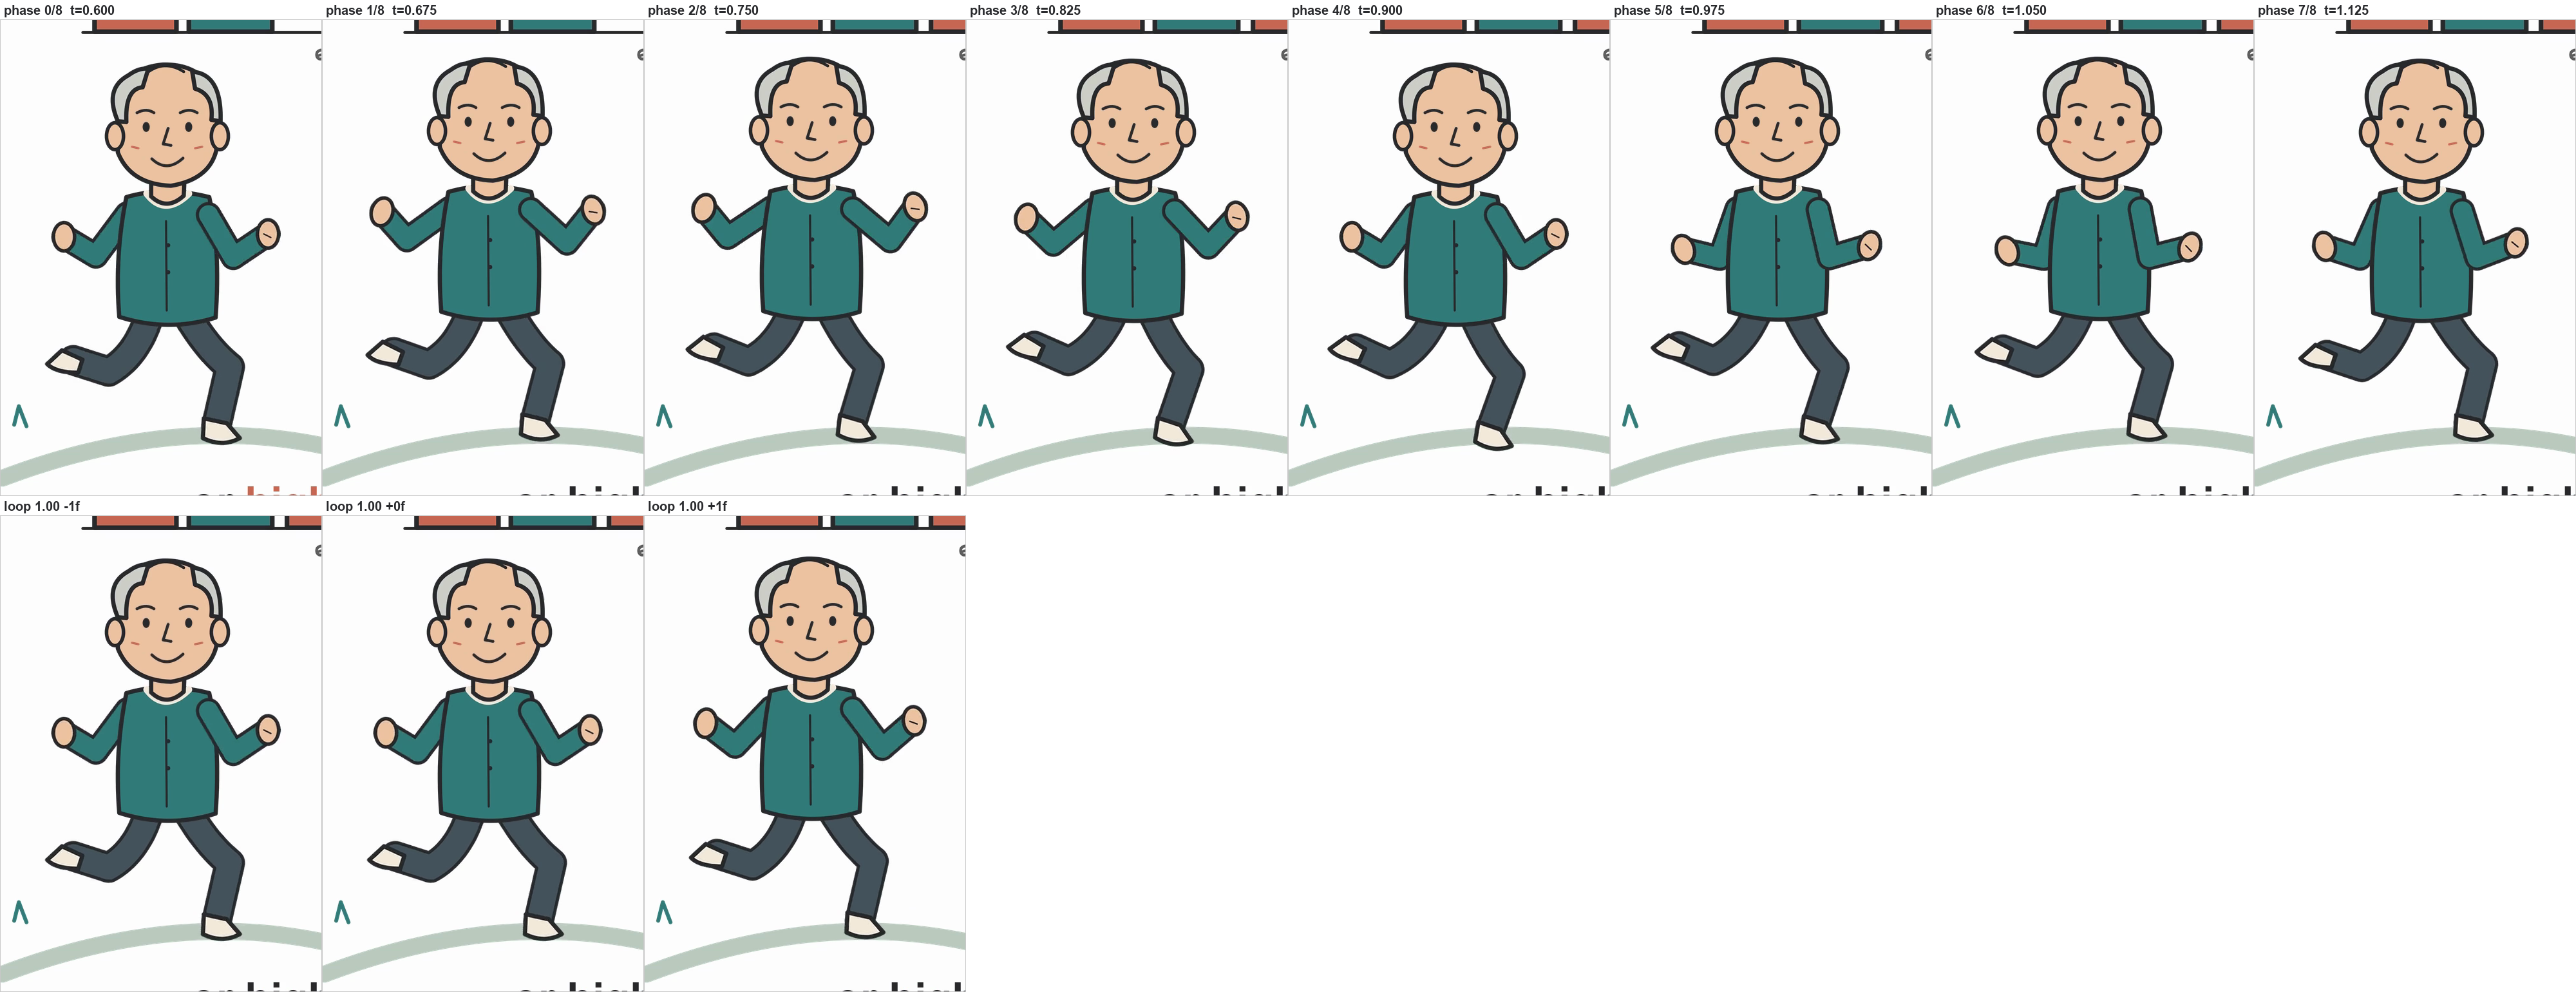 phase 0/8 t=0.600
phase 1/8 t=0.675
phase 2/8 t=0.750
phase 3/8 t=0.825
phase 4/8 t=0.900
phase 5/8 t=0.975
phase 6/8 t=1.050
phase 7/8 t=1.125
loop 1.00 -1f
loop 1.00 +0f
loop 1.00 +1f